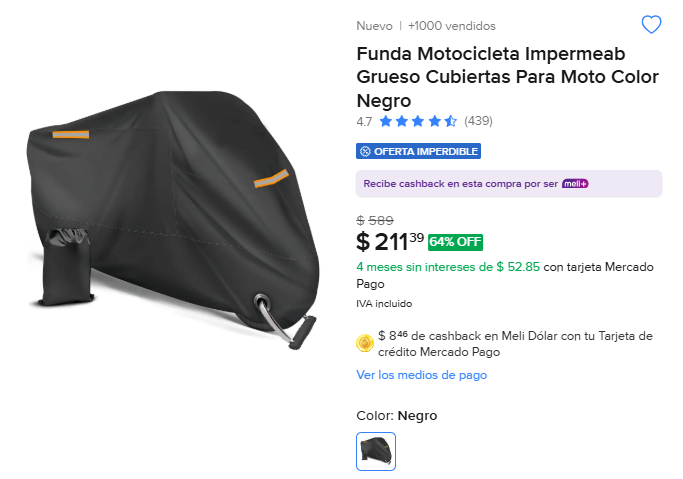 Nuevo | +1000 vendidos
Funda Motocicleta Impermeab
Grueso Cubiertas Para Moto Color
Negro
4.7 (439)
OFERTA IMPERDIBLE
Recibe cashback en esta compra por ser meli+
$ 589
$ 211 39 64% OFF
4 meses sin intereses de $ 52.85 con tarjeta Mercado
Pago
IVA incluido
$ 8 46 de cashback en Meli Dólar con tu Tarjeta de
crédito Mercado Pago
Ver los medios de pago
Color: Negro